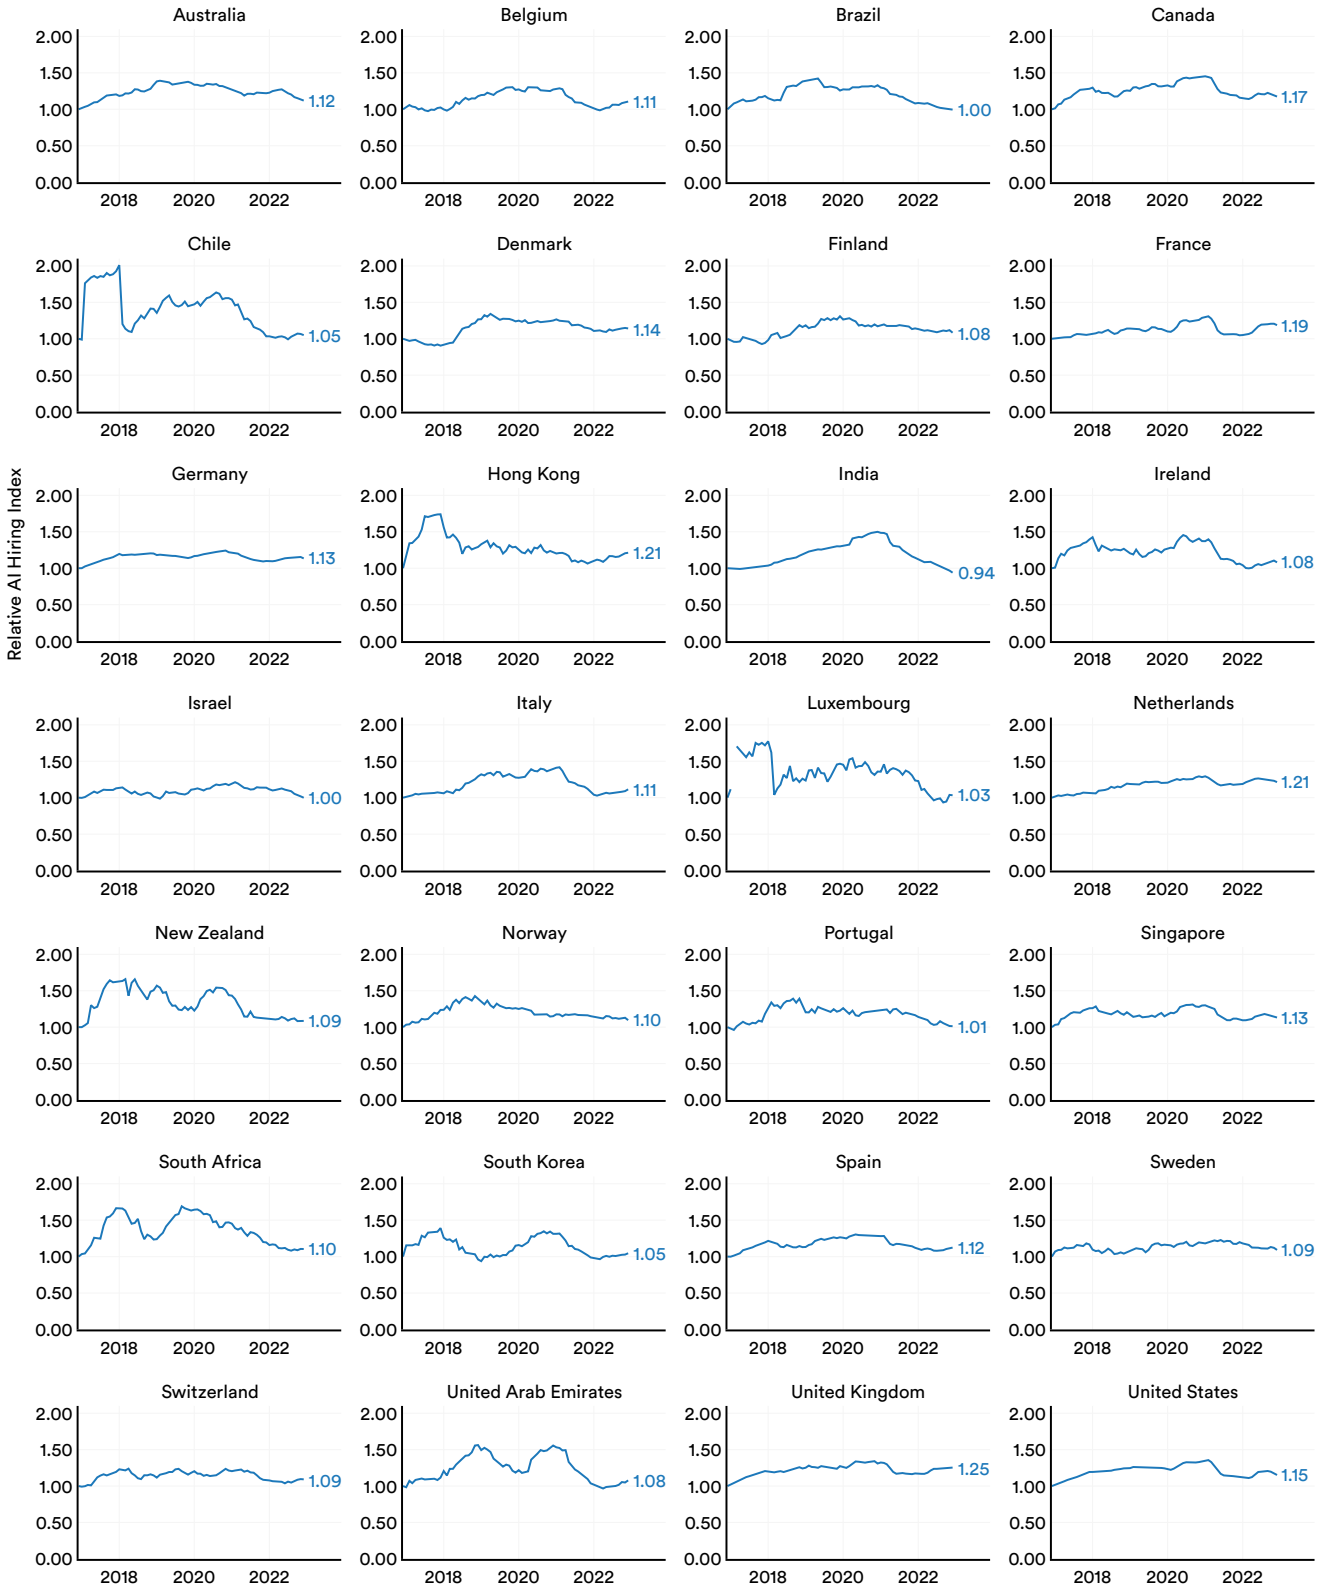 Relative AI Hiring Index
Australia
2.00
1.50
1.00
0.50
0.00
2018 2020 2022
1.12
Belgium
2.00
1.50
1.00
0.50
0.00
2018 2020 2022
1.11
Brazil
2.00
1.50
1.00
0.50
0.00
2018 2020 2022
1.00
Canada
2.00
1.50
1.00
0.50
0.00
2018 2020 2022
1.17
Chile
2.00
1.50
1.00
0.50
0.00
2018 2020 2022
1.05
Denmark
2.00
1.50
1.00
0.50
0.00
2018 2020 2022
1.14
Finland
2.00
1.50
1.00
0.50
0.00
2018 2020 2022
1.08
France
2.00
1.50
1.00
0.50
0.00
2018 2020 2022
1.19
Germany
2.00
1.50
1.00
0.50
0.00
2018 2020 2022
1.13
Hong Kong
2.00
1.50
1.00
0.50
0.00
2018 2020 2022
1.21
India
2.00
1.50
1.00
0.50
0.00
2018 2020 2022
0.94
Ireland
2.00
1.50
1.00
0.50
0.00
2018 2020 2022
1.08
Israel
2.00
1.50
1.00
0.50
0.00
2018 2020 2022
1.00
Italy
2.00
1.50
1.00
0.50
0.00
2018 2020 2022
1.11
Luxembourg
2.00
1.50
1.00
0.50
0.00
2018 2020 2022
1.03
Netherlands
2.00
1.50
1.00
0.50
0.00
2018 2020 2022
1.21
New Zealand
2.00
1.50
1.00
0.50
0.00
2018 2020 2022
1.09
Norway
2.00
1.50
1.00
0.50
0.00
2018 2020 2022
1.10
Portugal
2.00
1.50
1.00
0.50
0.00
2018 2020 2022
1.01
Singapore
2.00
1.50
1.00
0.50
0.00
2018 2020 2022
1.13
South Africa
2.00
1.50
1.00
0.50
0.00
2018 2020 2022
1.10
South Korea
2.00
1.50
1.00
0.50
0.00
2018 2020 2022
1.05
Spain
2.00
1.50
1.00
0.50
0.00
2018 2020 2022
1.12
Sweden
2.00
1.50
1.00
0.50
0.00
2018 2020 2022
1.09
Switzerland
2.00
1.50
1.00
0.50
0.00
2018 2020 2022
1.09
United Arab Emirates
2.00
1.50
1.00
0.50
0.00
2018 2020 2022
1.08
United Kingdom
2.00
1.50
1.00
0.50
0.00
2018 2020 2022
1.25
United States
2.00
1.50
1.00
0.50
0.00
2018 2020 2022
1.15